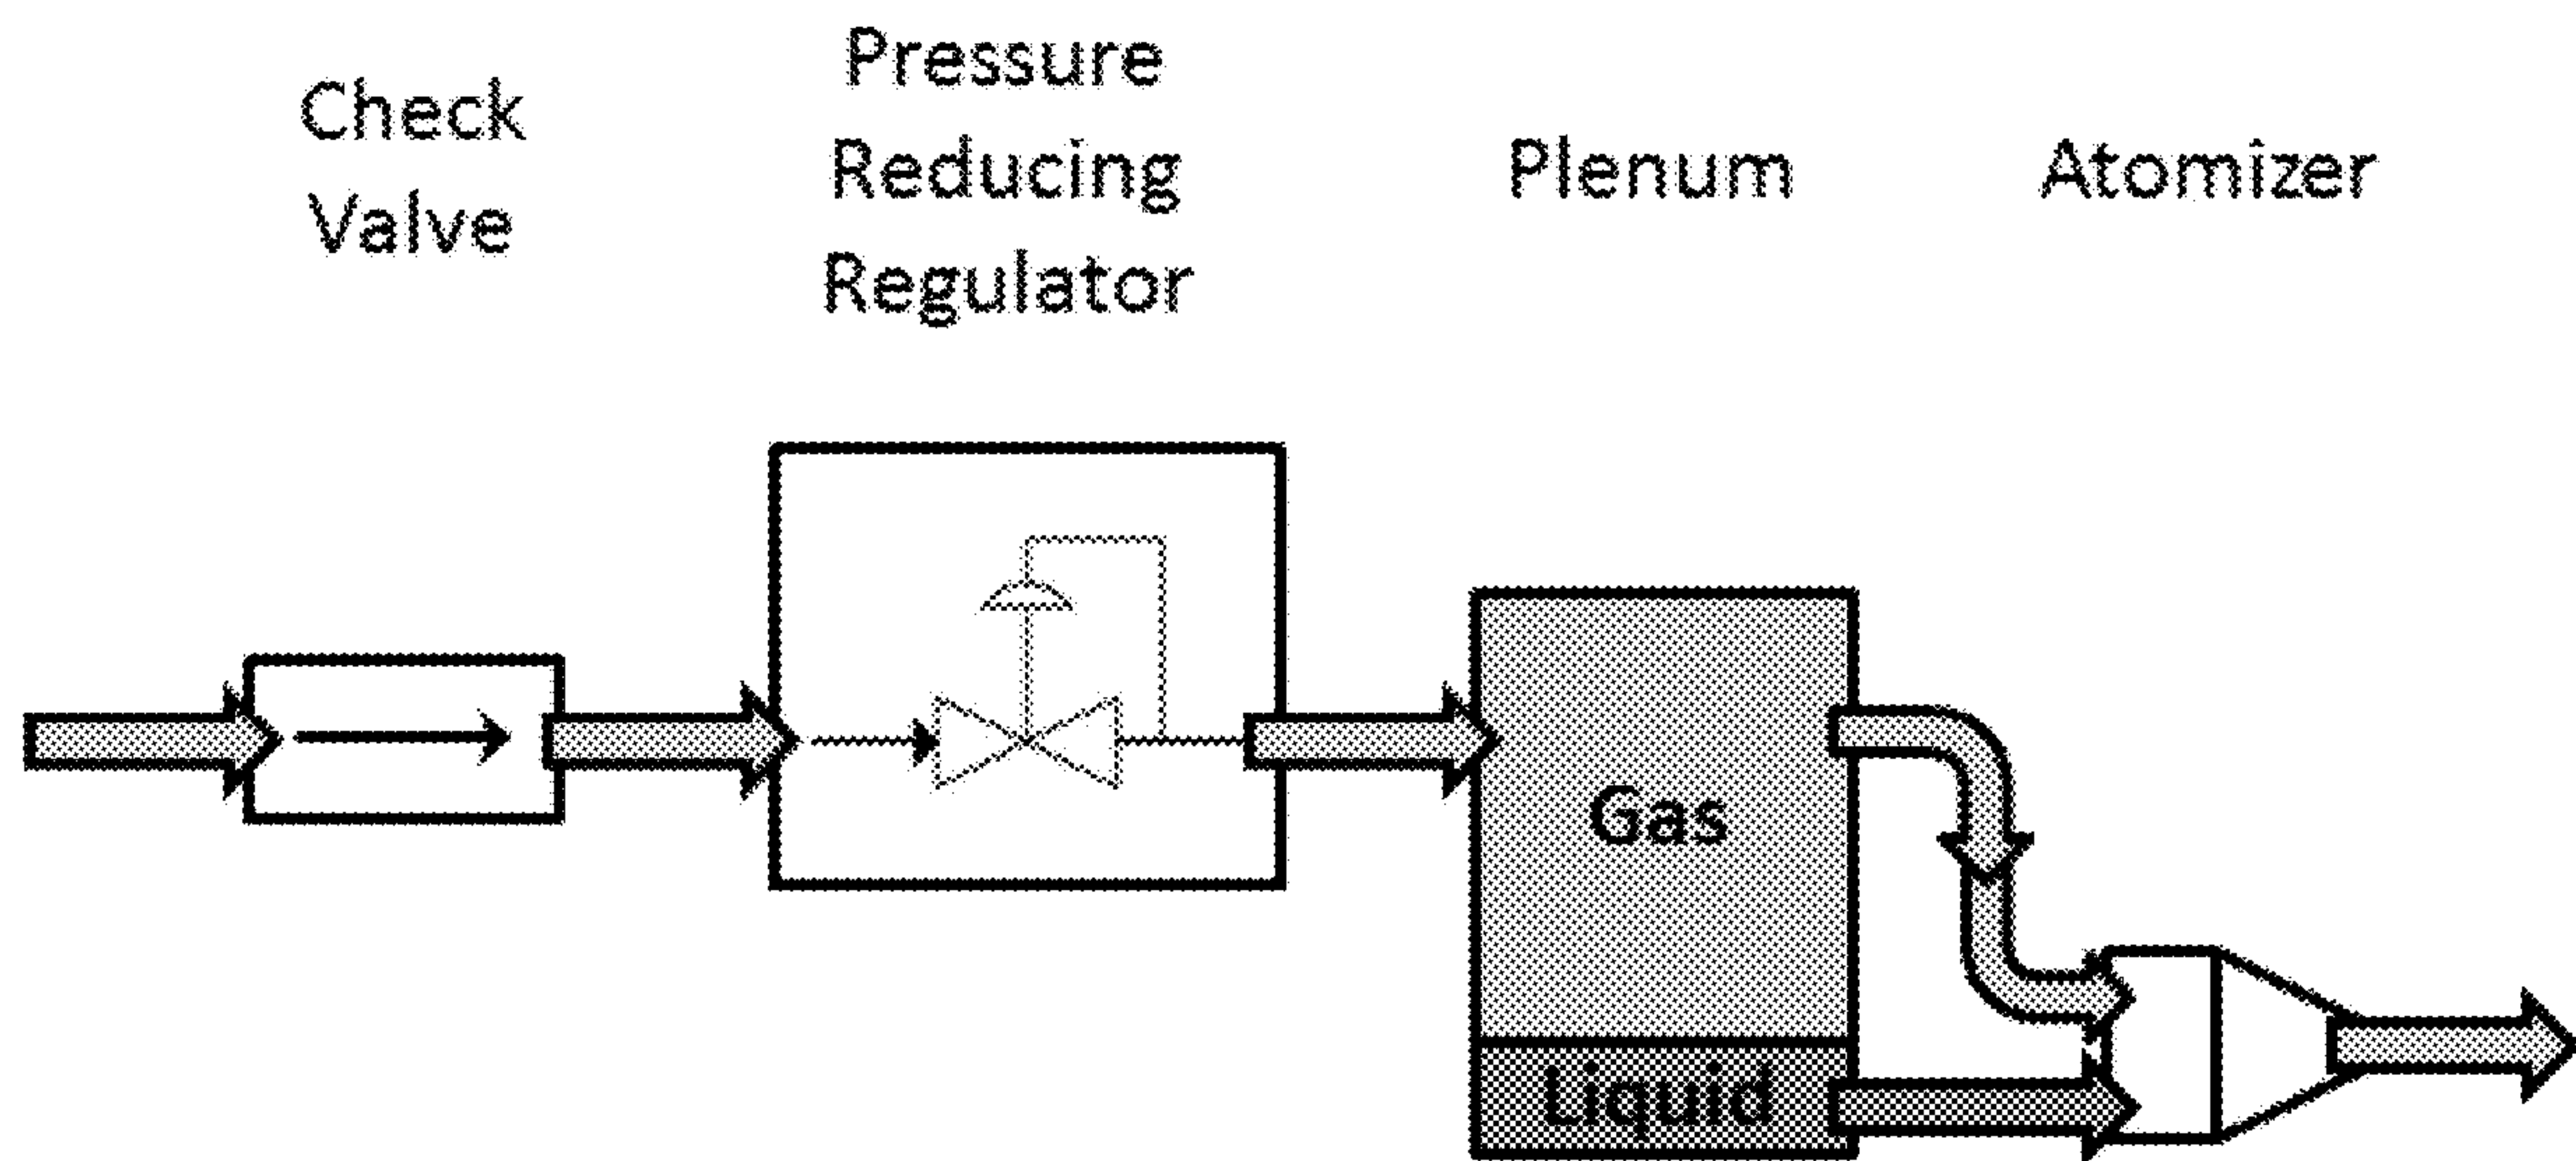 Check
Valve
Pressure
Reducing
Regulator
Plenum
Atomizer
Gas
Liquid